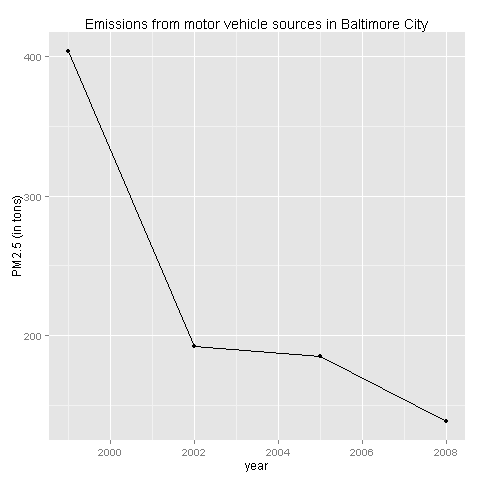 Emissions from motor vehicle sources in Baltimore City
400
300
200
PM2.5 (in tons)
2000 2002 2004 2006 2008
year